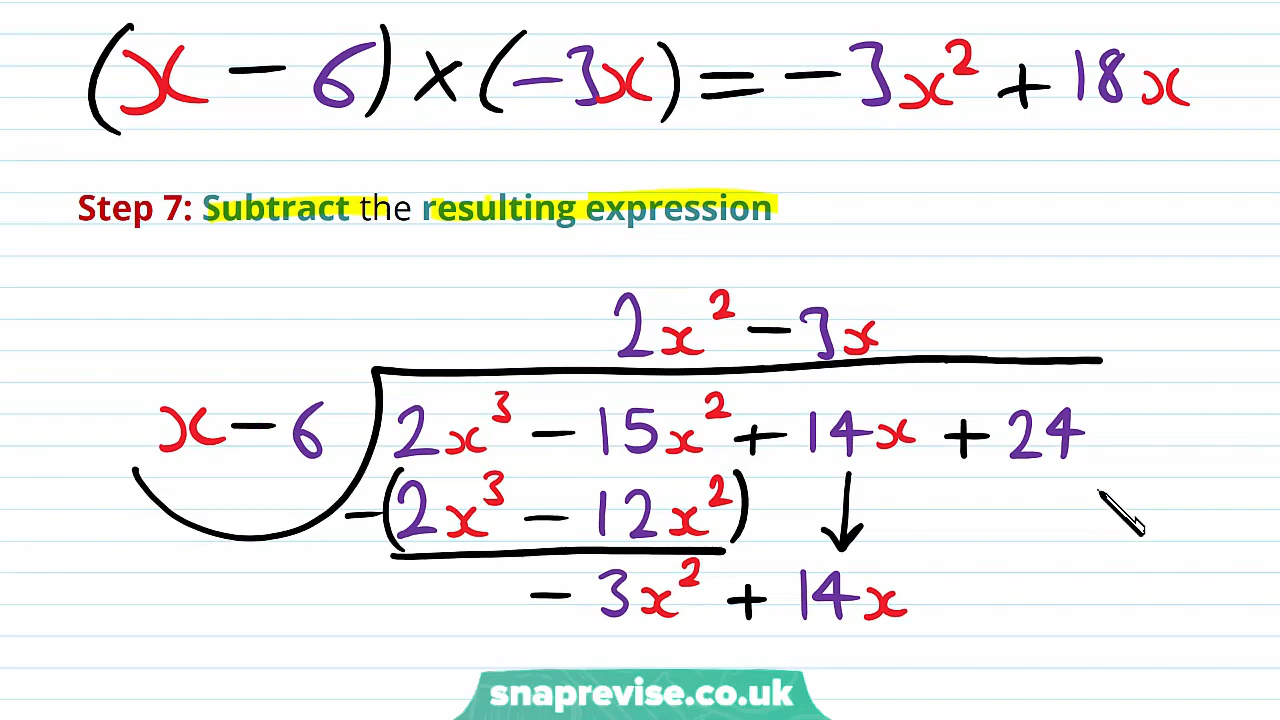 (x − 6) × (−3x) = −3x² + 18x
Step 7: Subtract the resulting expression
2x² − 3x
x − 6 2x³ − 15x² + 14x + 24
−(2x³ − 12x²)
− 3x² + 14x
snaprevise.co.uk